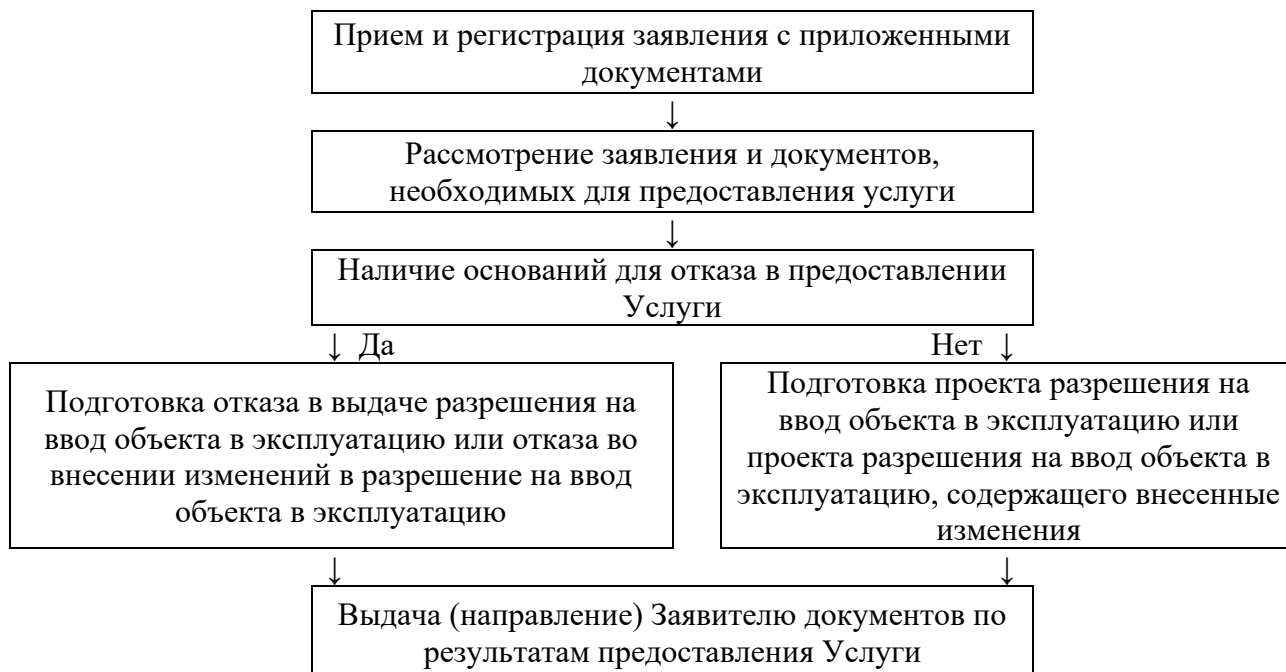 Прием и регистрация заявления с приложенными
документами
↓
Рассмотрение заявления и документов,
необходимых для предоставления услуги
↓
Наличие оснований для отказа в предоставлении
Услуги
↓ Да
Нет ↓
Подготовка отказа в выдаче разрешения на
ввод объекта в эксплуатацию или отказа во
внесении изменений в разрешение на ввод
объекта в эксплуатацию
Подготовка проекта разрешения на
ввод объекта в эксплуатацию или
проекта разрешения на ввод объекта в
эксплуатацию, содержащего внесенные
изменения
↓
↓
Выдача (направление) Заявителю документов по
результатам предоставления Услуги